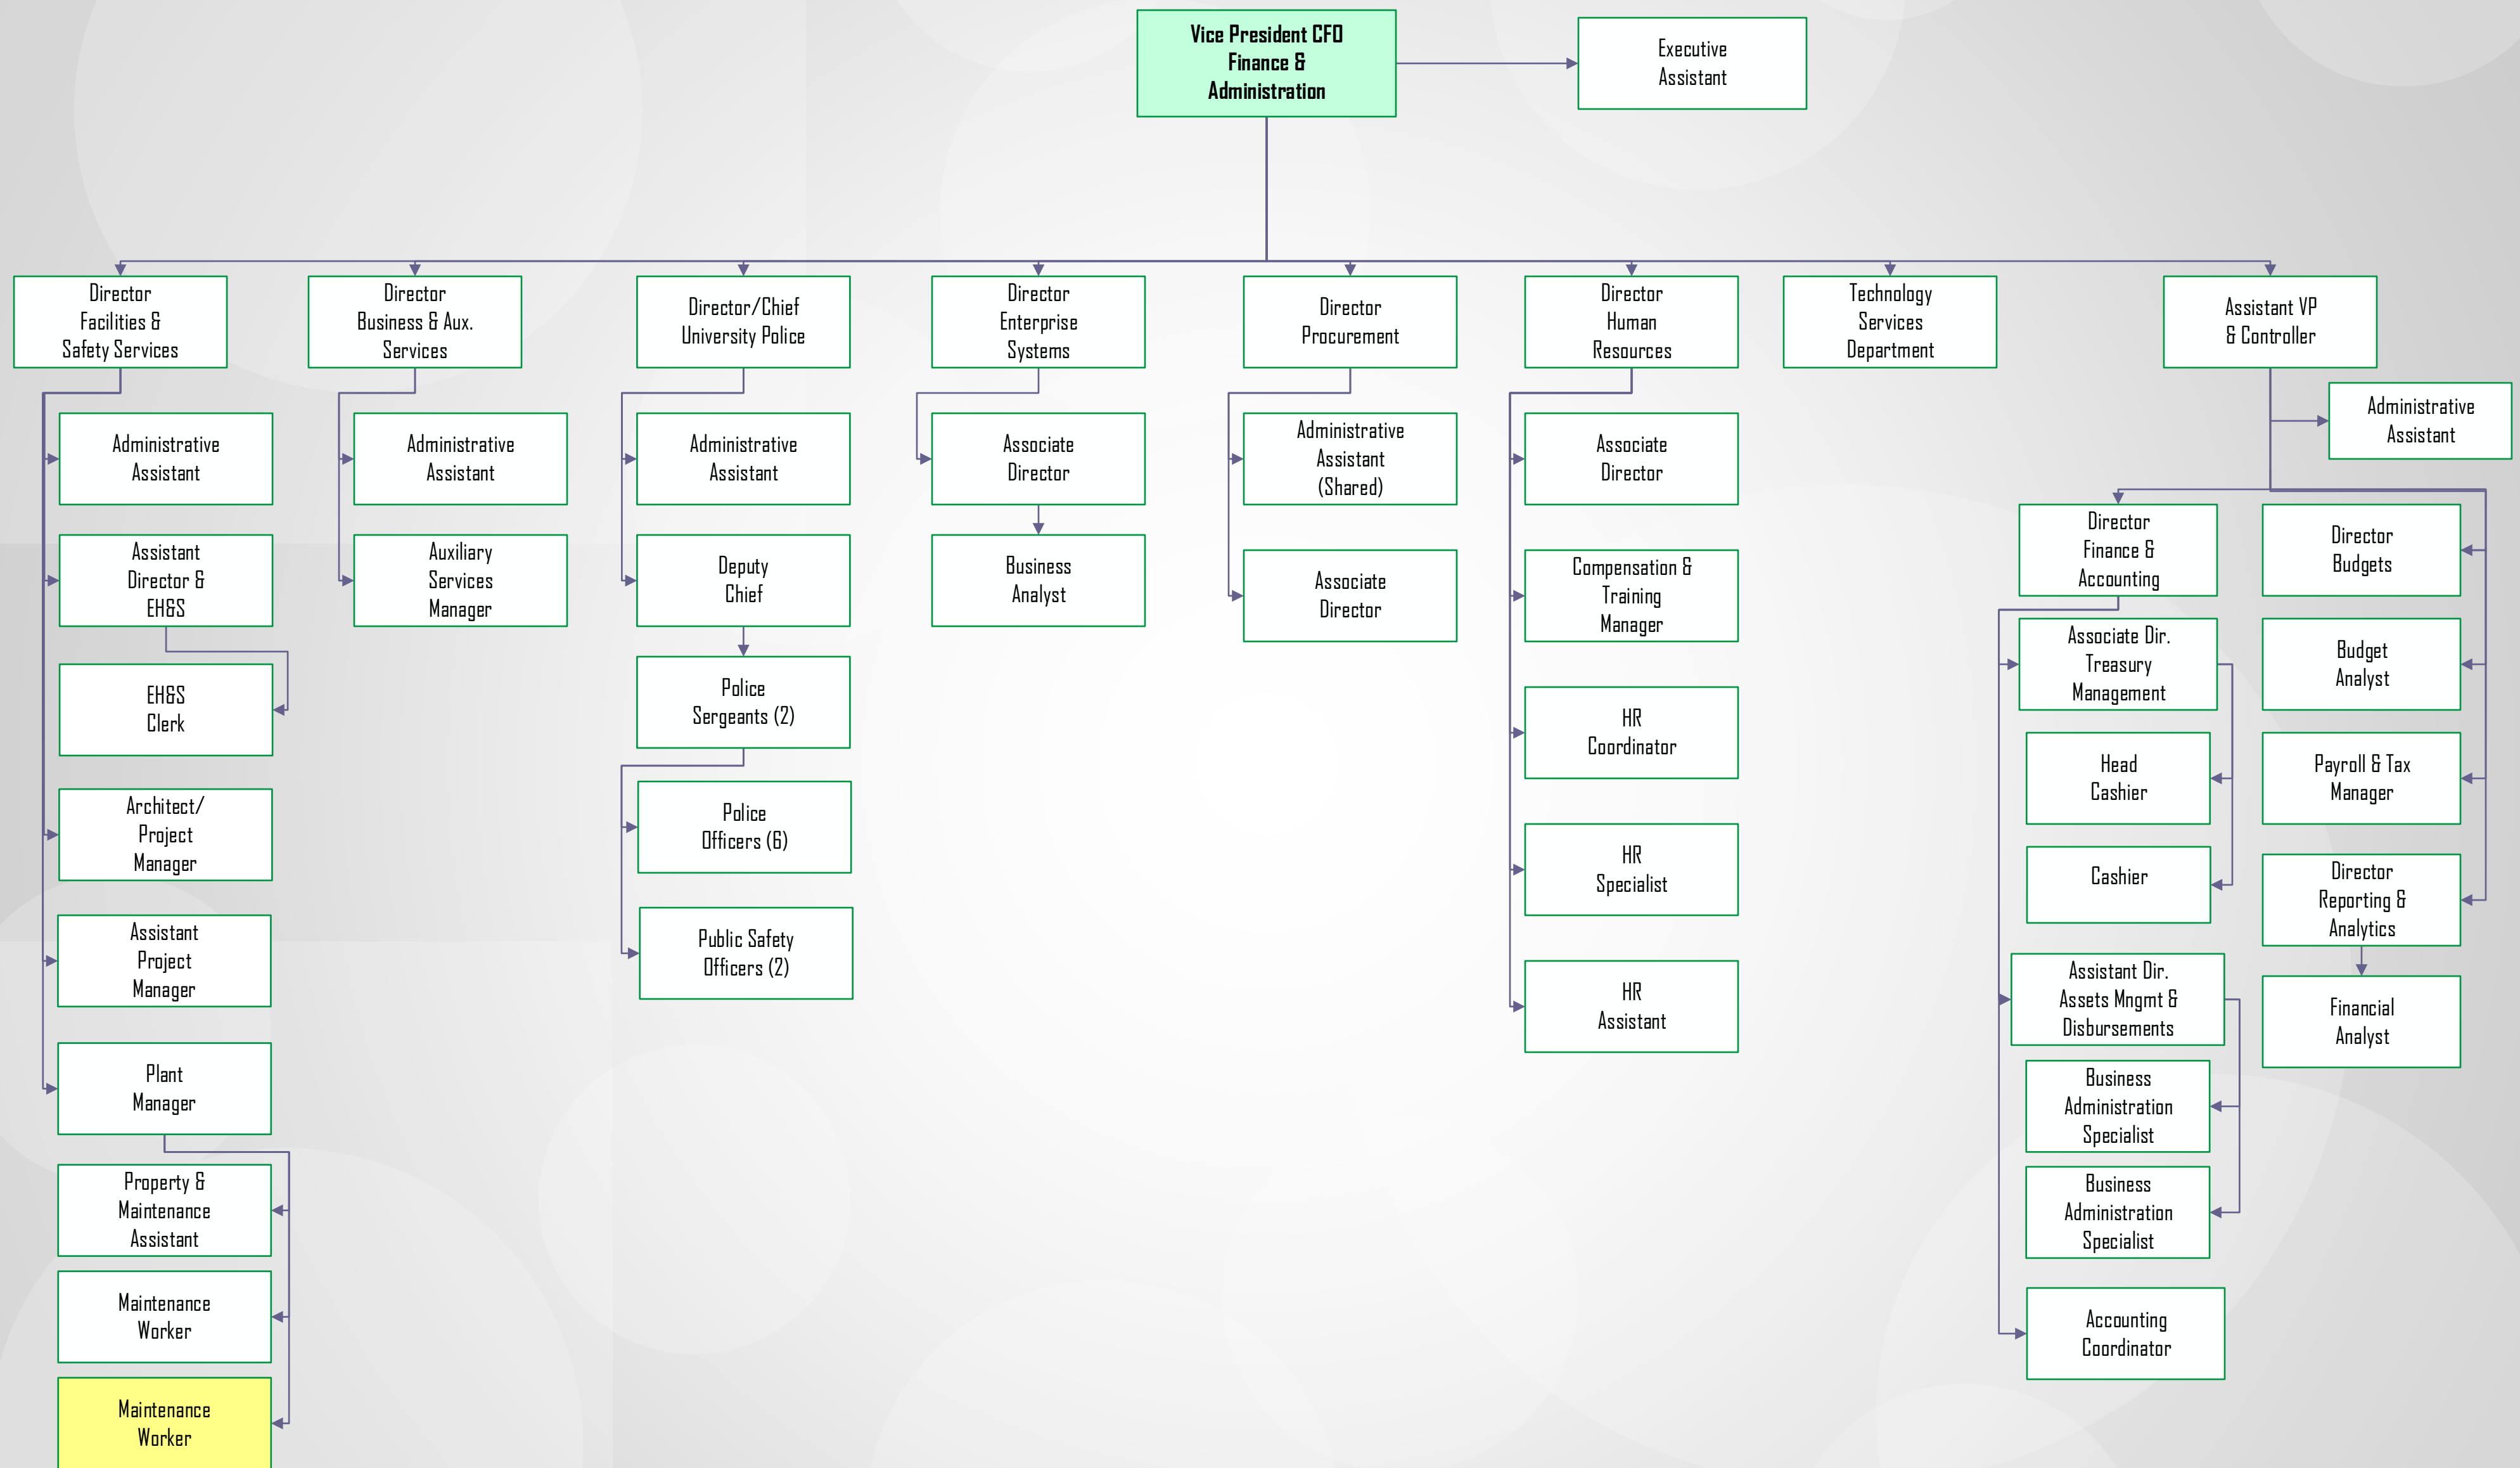 Vice President CFO
Finance &
Administration
Executive
Assistant
Director
Facilities &
Safety Services
Director
Business & Aux.
Services
Director/Chief
University Police
Director
Enterprise
Systems
Director
Procurement
Director
Human
Resources
Technology
Services
Department
Assistant VP
& Controller
Administrative
Assistant
Assistant
Director &
EH&S
EH&S
Clerk
Architect/
Project
Manager
Assistant
Project
Manager
Plant
Manager
Property &
Maintenance
Assistant
Maintenance
Worker
Maintenance
Worker
Administrative
Assistant
Auxiliary
Services
Manager
Administrative
Assistant
Deputy
Chief
Police
Sergeants (2)
Police
Officers (6)
Public Safety
Officers (2)
Associate
Director
Business
Analyst
Administrative
Assistant
(Shared)
Associate
Director
Associate
Director
Compensation &
Training
Manager
HR
Coordinator
HR
Specialist
HR
Assistant
Administrative
Assistant
Director
Finance &
Accounting
Associate Dir.
Treasury
Management
Head
Cashier
Cashier
Assistant Dir.
Assets Mngmt &
Disbursements
Business
Administration
Specialist
Business
Administration
Specialist
Accounting
Coordinator
Director
Budgets
Budget
Analyst
Payroll & Tax
Manager
Director
Reporting &
Analytics
Financial
Analyst